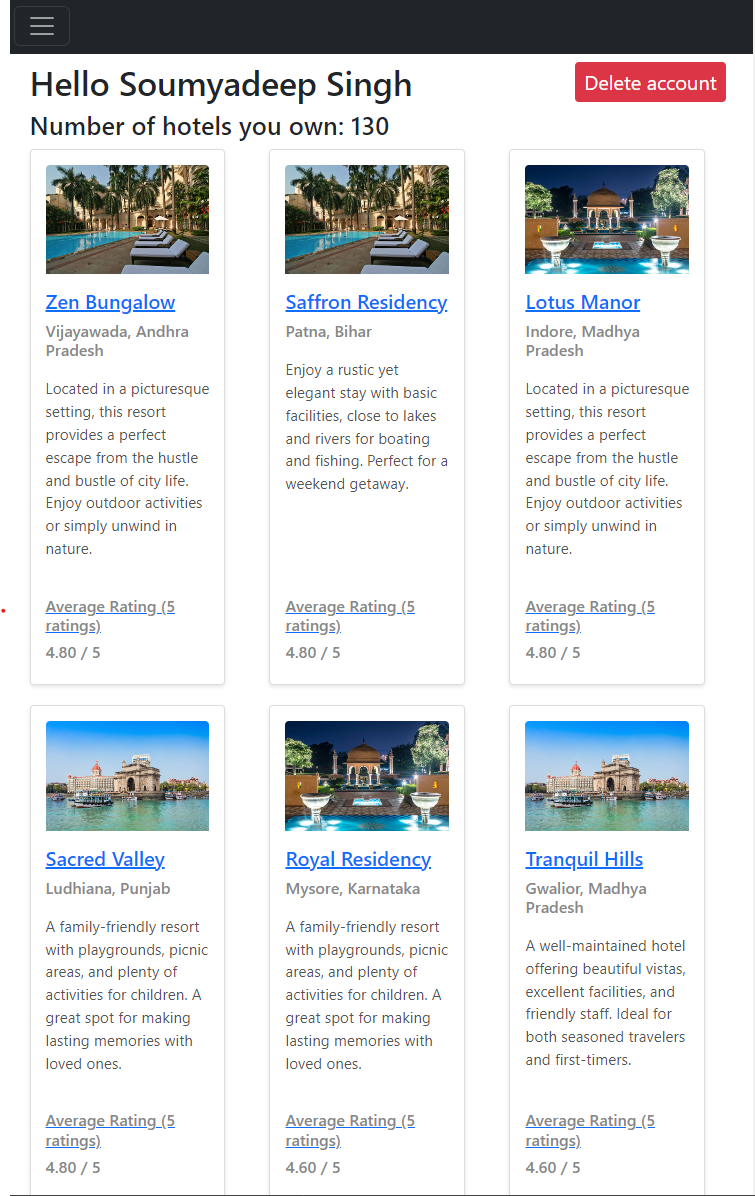 Hello Soumyadeep Singh
Delete account
Number of hotels you own: 130
Zen Bungalow
Vijayawada, Andhra
Pradesh
Located in a picturesque
setting, this resort
provides a perfect
escape from the hustle
and bustle of city life.
Enjoy outdoor activities
or simply unwind in
nature.
Average Rating (5
ratings)
4.80 / 5
Saffron Residency
Patna, Bihar
Enjoy a rustic yet
elegant stay with basic
facilities, close to lakes
and rivers for boating
and fishing. Perfect for a
weekend getaway.
Average Rating (5
ratings)
4.80 / 5
Lotus Manor
Indore, Madhya
Pradesh
Located in a picturesque
setting, this resort
provides a perfect
escape from the hustle
and bustle of city life.
Enjoy outdoor activities
or simply unwind in
nature.
Average Rating (5
ratings)
4.80 / 5
Sacred Valley
Ludhiana, Punjab
A family-friendly resort
with playgrounds, picnic
areas, and plenty of
activities for children. A
great spot for making
lasting memories with
loved ones.
Average Rating (5
ratings)
4.80 / 5
Royal Residency
Mysore, Karnataka
A family-friendly resort
with playgrounds, picnic
areas, and plenty of
activities for children. A
great spot for making
lasting memories with
loved ones.
Average Rating (5
ratings)
4.60 / 5
Tranquil Hills
Gwalior, Madhya
Pradesh
A well-maintained hotel
offering beautiful vistas,
excellent facilities, and
friendly staff. Ideal for
both seasoned travelers
and first-timers.
Average Rating (5
ratings)
4.60 / 5